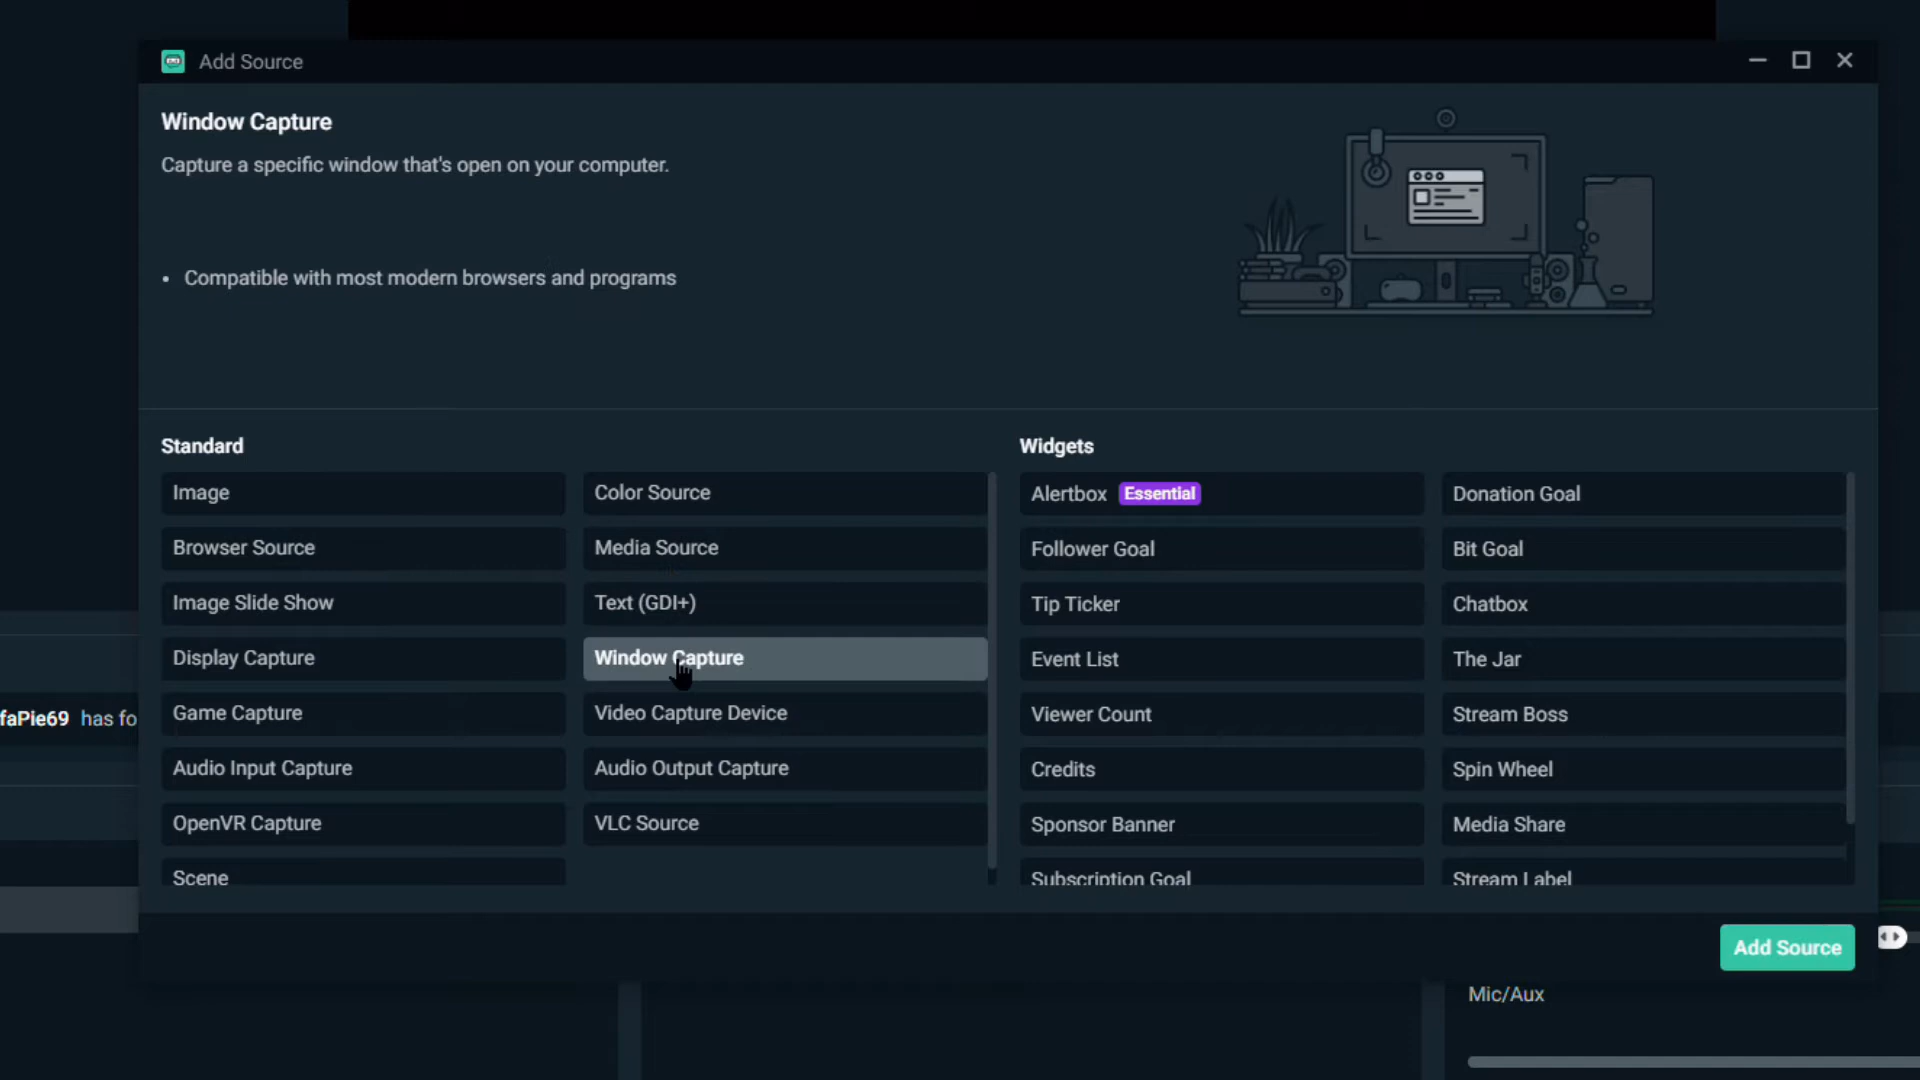 Add Source
Window Capture
Capture a specific window that's open on your computer.
• Compatible with most modern browsers and programs
Standard
Image
Color Source
Browser Source
Media Source
Image Slide Show
Text (GDI+)
Display Capture
Window Capture
Game Capture
Video Capture Device
Audio Input Capture
Audio Output Capture
OpenVR Capture
VLC Source
Scene
Widgets
Alertbox Essential
Donation Goal
Follower Goal
Bit Goal
Tip Ticker
Chatbox
Event List
The Jar
Viewer Count
Stream Boss
Credits
Spin Wheel
Sponsor Banner
Media Share
Subscription Goal
Stream Label
faPie69 has fo
Add Source
Mic/Aux